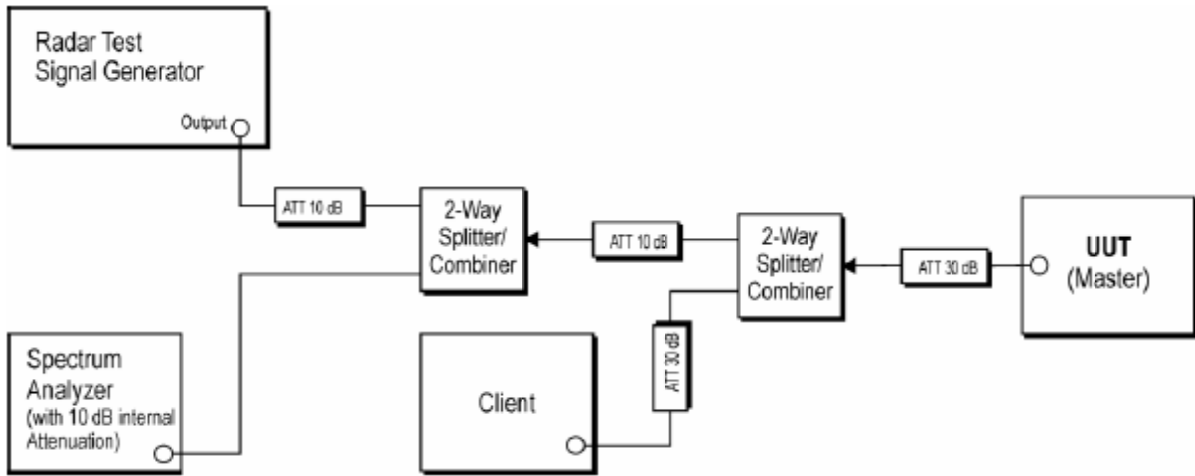 Radar Test
Signal Generator
Output
ATT 10 dB
2-Way
Splitter/
Combiner
ATT 10 dB
2-Way
Splitter/
Combiner
ATT 30 dB
UUT
(Master)
Spectrum
Analyzer
(with 10 dB internal
Attenuation)
Client
ATT 30 dB